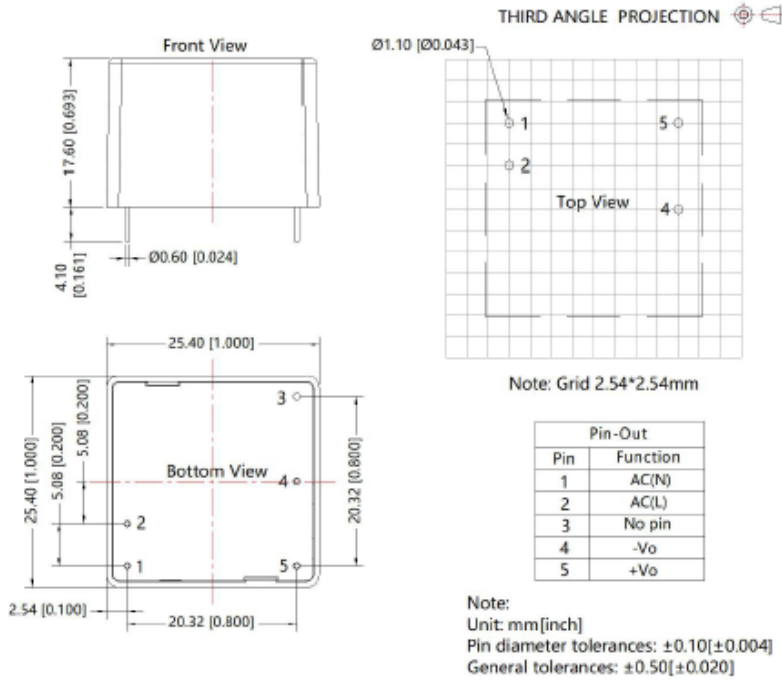 THIRD ANGLE PROJECTION
Front View
Ø1.10 [Ø0.043]
17.60 [0.693]
4.10
[0.161]
Ø0.60 [0.024]
1
5
2
Top View
4
Note: Grid 2.54*2.54mm
25.40 [1.000]
25.40 [1.000]
5.08 [0.200]
5.08 [0.200]
3
Bottom View
4
20.32 [0.800]
2
1
5
2.54 [0.100]
20.32 [0.800]
Pin-Out
Pin Function
1 AC(N)
2 AC(L)
3 No pin
4 -Vo
5 +Vo
Note:
Unit: mm[inch]
Pin diameter tolerances: ±0.10[±0.004]
General tolerances: ±0.50[±0.020]